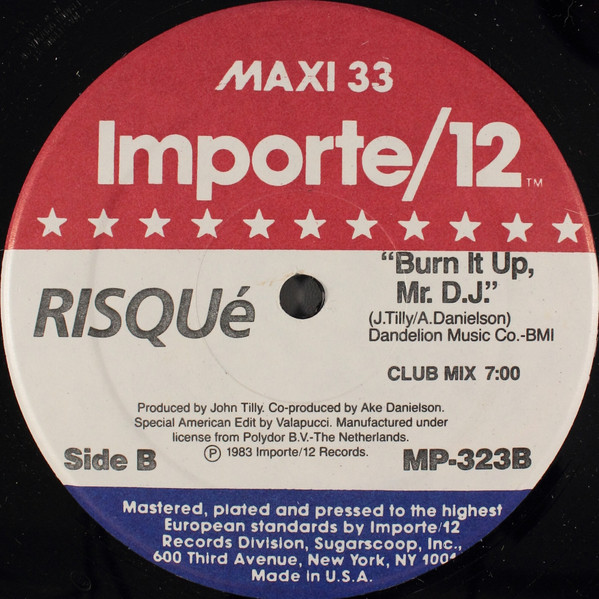 MAXI 33
Importe/12 TM
RISQUé
"Burn It Up,
Mr. D.J."
(J.Tilly/A.Danielson)
Dandelion Music Co.-BMI
CLUB MIX 7:00
Produced by John Tilly. Co-produced by Ake Danielson.
Special American Edit by Valapucci. Manufactured under
license from Polydor B.V.-The Netherlands.
℗ 1983 Importe/12 Records.
Side B
MP-323B
Mastered, plated and pressed to the highest
European standards by Importe/12
Records Division, Sugarscoop, Inc.,
600 Third Avenue, New York, NY
Made in U.S.A.